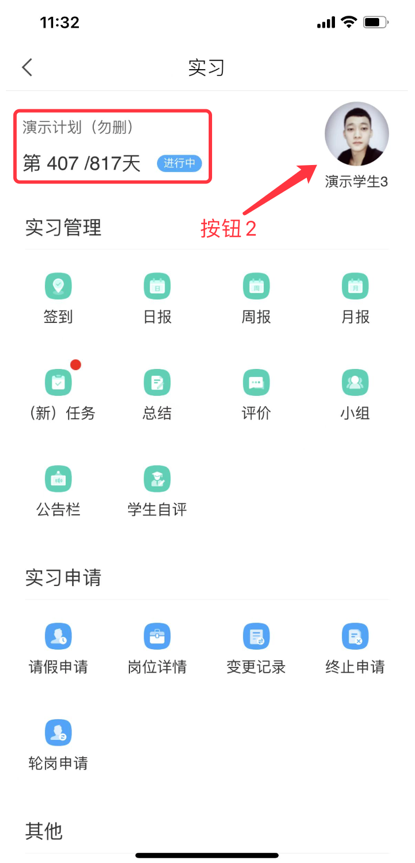 11:32
实习
演示计划（勿删）
第 407 /817天 进行中
演示学生3
按钮2
实习管理
签到 日报 周报 月报
（新）任务 总结 评价 小组
公告栏 学生自评
实习申请
请假申请 岗位详情 变更记录 终止申请
轮岗申请
其他